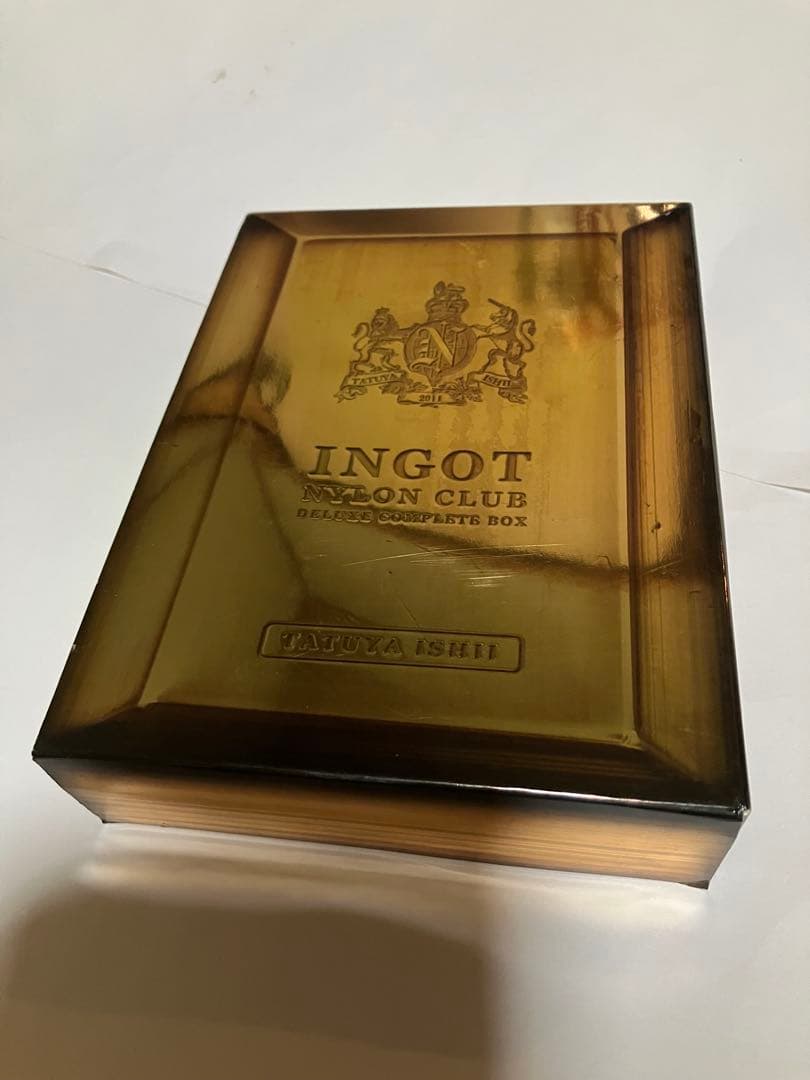 N
TATUYA ISHII
2011
INGOT
NYLON CLUB
DELUXE COMPLETE BOX
TATUYA ISHII